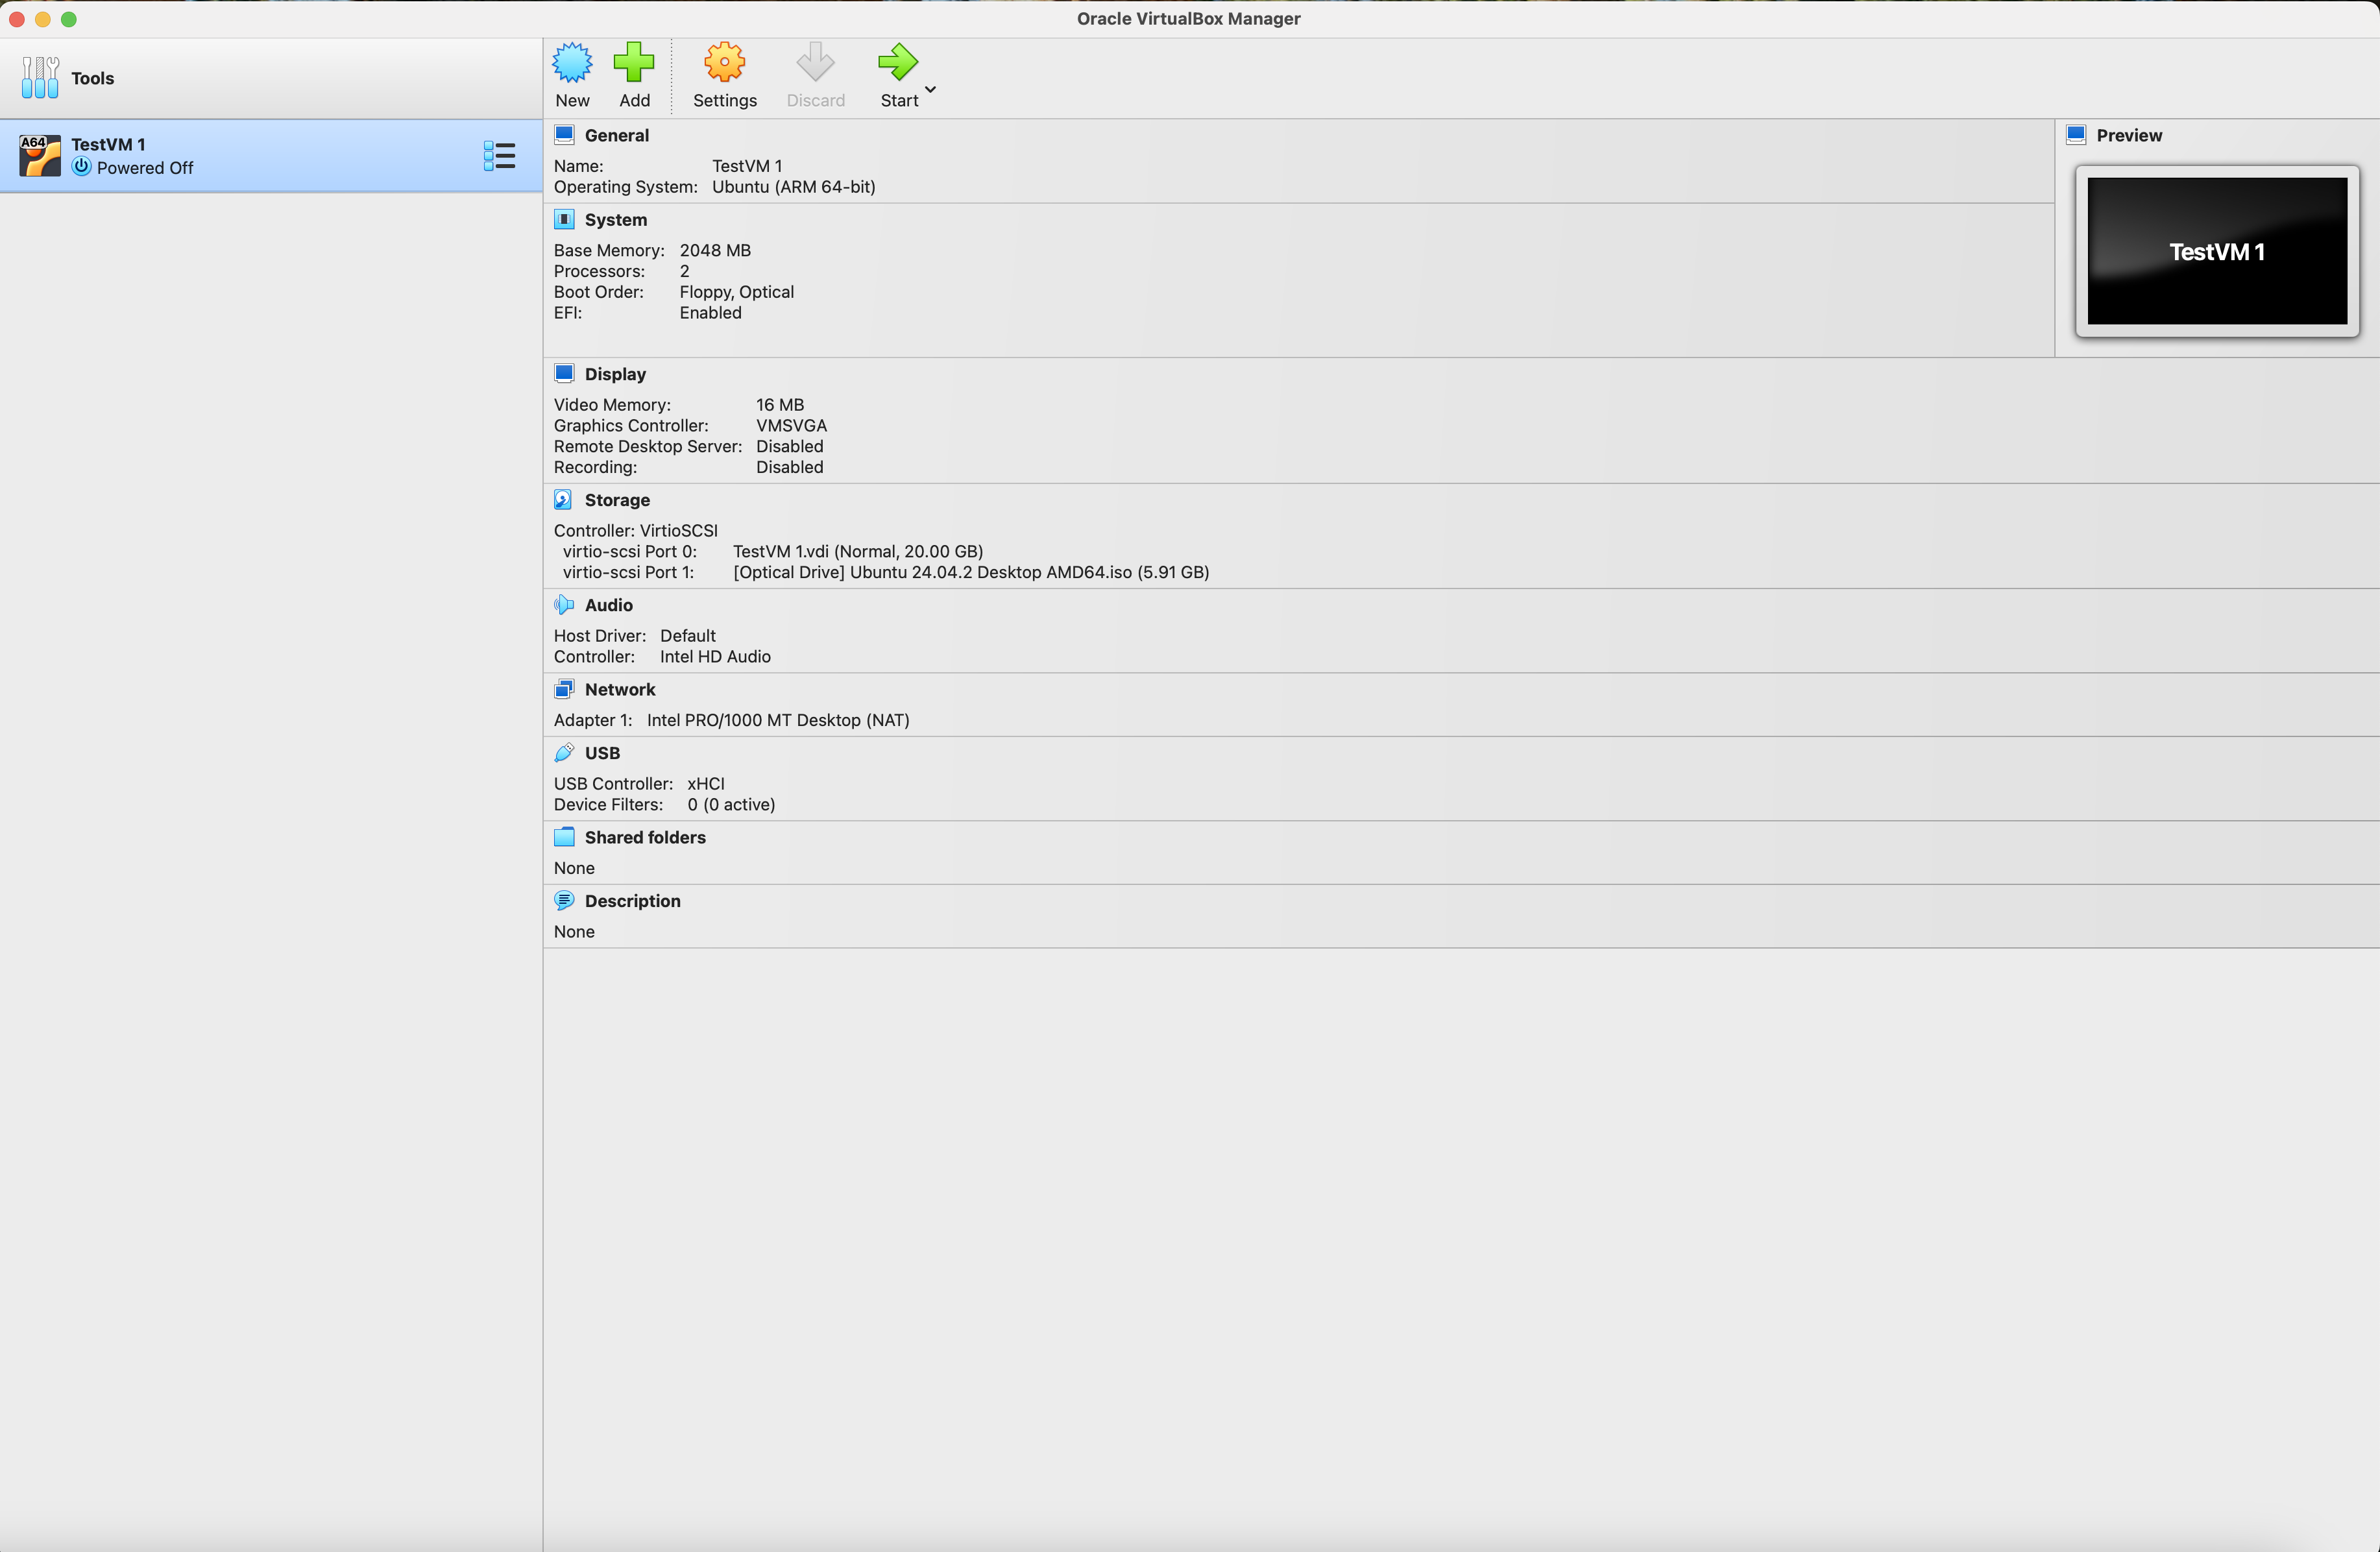 Oracle VirtualBox Manager
Tools
New
Add
Settings
Discard
Start
A64
TestVM 1
Powered Off
General
Name: TestVM 1
Operating System: Ubuntu (ARM 64-bit)
Preview
TestVM 1
System
Base Memory: 2048 MB
Processors: 2
Boot Order: Floppy, Optical
EFI: Enabled
Display
Video Memory: 16 MB
Graphics Controller: VMSVGA
Remote Desktop Server: Disabled
Recording: Disabled
Storage
Controller: VirtioSCSI
virtio-scsi Port 0: TestVM 1.vdi (Normal, 20.00 GB)
virtio-scsi Port 1: [Optical Drive] Ubuntu 24.04.2 Desktop AMD64.iso (5.91 GB)
Audio
Host Driver: Default
Controller: Intel HD Audio
Network
Adapter 1: Intel PRO/1000 MT Desktop (NAT)
USB
USB Controller: xHCI
Device Filters: 0 (0 active)
Shared folders
None
Description
None